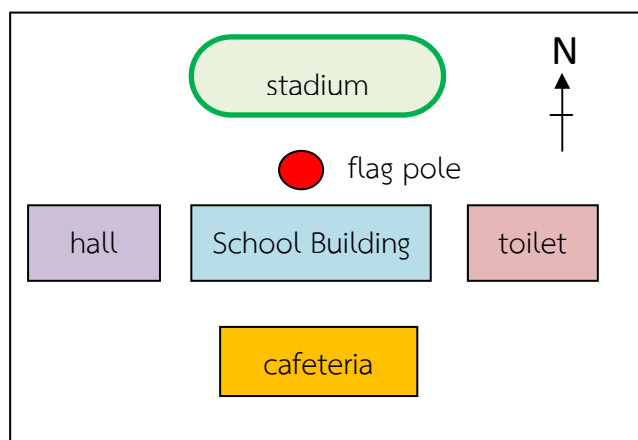 stadium
N
flag pole
hall
School Building
toilet
cafeteria